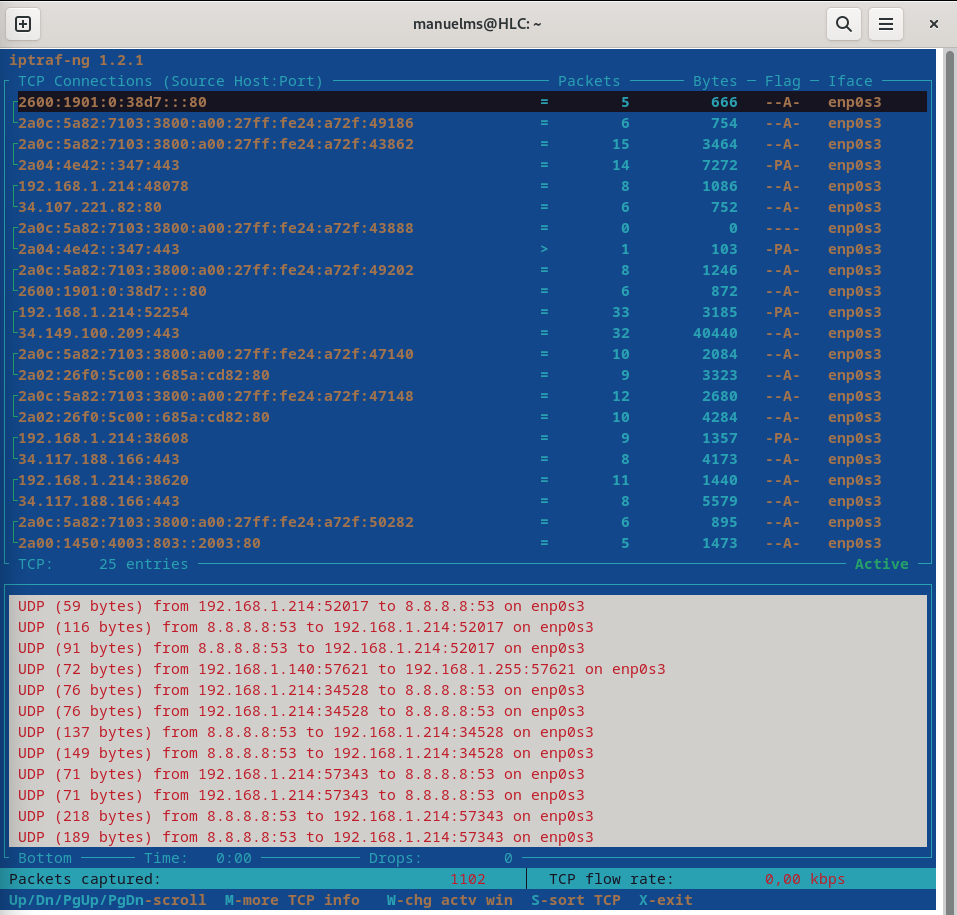 manuelms@HLC: ~
iptraf-ng 1.2.1
TCP Connections (Source Host:Port) Packets Bytes Flag Iface
2600:1901:0:38d7:::80 = 5 666 --A- enp0s3
2a0c:5a82:7103:3800:a00:27ff:fe24:a72f:49186 = 6 754 --A- enp0s3
2a0c:5a82:7103:3800:a00:27ff:fe24:a72f:43862 = 15 3464 --A- enp0s3
2a04:4e42::347:443 = 14 7272 -PA- enp0s3
192.168.1.214:48078 = 8 1086 --A- enp0s3
34.107.221.82:80 = 6 752 --A- enp0s3
2a0c:5a82:7103:3800:a00:27ff:fe24:a72f:43888 = 0 0 ---- enp0s3
2a04:4e42::347:443 > 1 103 -PA- enp0s3
2a0c:5a82:7103:3800:a00:27ff:fe24:a72f:49202 = 8 1246 --A- enp0s3
2600:1901:0:38d7:::80 = 6 872 --A- enp0s3
192.168.1.214:52254 = 33 3185 -PA- enp0s3
34.149.100.209:443 = 32 40440 --A- enp0s3
2a0c:5a82:7103:3800:a00:27ff:fe24:a72f:47140 = 10 2084 --A- enp0s3
2a02:26f0:5c00::685a:cd82:80 = 9 3323 --A- enp0s3
2a0c:5a82:7103:3800:a00:27ff:fe24:a72f:47148 = 12 2680 --A- enp0s3
2a02:26f0:5c00::685a:cd82:80 = 10 4284 --A- enp0s3
192.168.1.214:38608 = 9 1357 -PA- enp0s3
34.117.188.166:443 = 8 4173 --A- enp0s3
192.168.1.214:38620 = 11 1440 --A- enp0s3
34.117.188.166:443 = 8 5579 --A- enp0s3
2a0c:5a82:7103:3800:a00:27ff:fe24:a72f:50282 = 6 895 --A- enp0s3
2a00:1450:4003:803::2003:80 = 5 1473 --A- enp0s3
TCP: 25 entries Active
UDP (59 bytes) from 192.168.1.214:52017 to 8.8.8.8:53 on enp0s3
UDP (116 bytes) from 8.8.8.8:53 to 192.168.1.214:52017 on enp0s3
UDP (91 bytes) from 8.8.8.8:53 to 192.168.1.214:52017 on enp0s3
UDP (72 bytes) from 192.168.1.140:57621 to 192.168.1.255:57621 on enp0s3
UDP (76 bytes) from 192.168.1.214:34528 to 8.8.8.8:53 on enp0s3
UDP (76 bytes) from 192.168.1.214:34528 to 8.8.8.8:53 on enp0s3
UDP (137 bytes) from 8.8.8.8:53 to 192.168.1.214:34528 on enp0s3
UDP (149 bytes) from 8.8.8.8:53 to 192.168.1.214:34528 on enp0s3
UDP (71 bytes) from 192.168.1.214:57343 to 8.8.8.8:53 on enp0s3
UDP (71 bytes) from 192.168.1.214:57343 to 8.8.8.8:53 on enp0s3
UDP (218 bytes) from 8.8.8.8:53 to 192.168.1.214:57343 on enp0s3
UDP (189 bytes) from 8.8.8.8:53 to 192.168.1.214:57343 on enp0s3
Bottom Time: 0:00 Drops: 0
Packets captured: 1102 TCP flow rate: 0,00 kbps
Up/Dn/PgUp/PgDn-scroll M-more TCP info W-chg actv win S-sort TCP X-exit